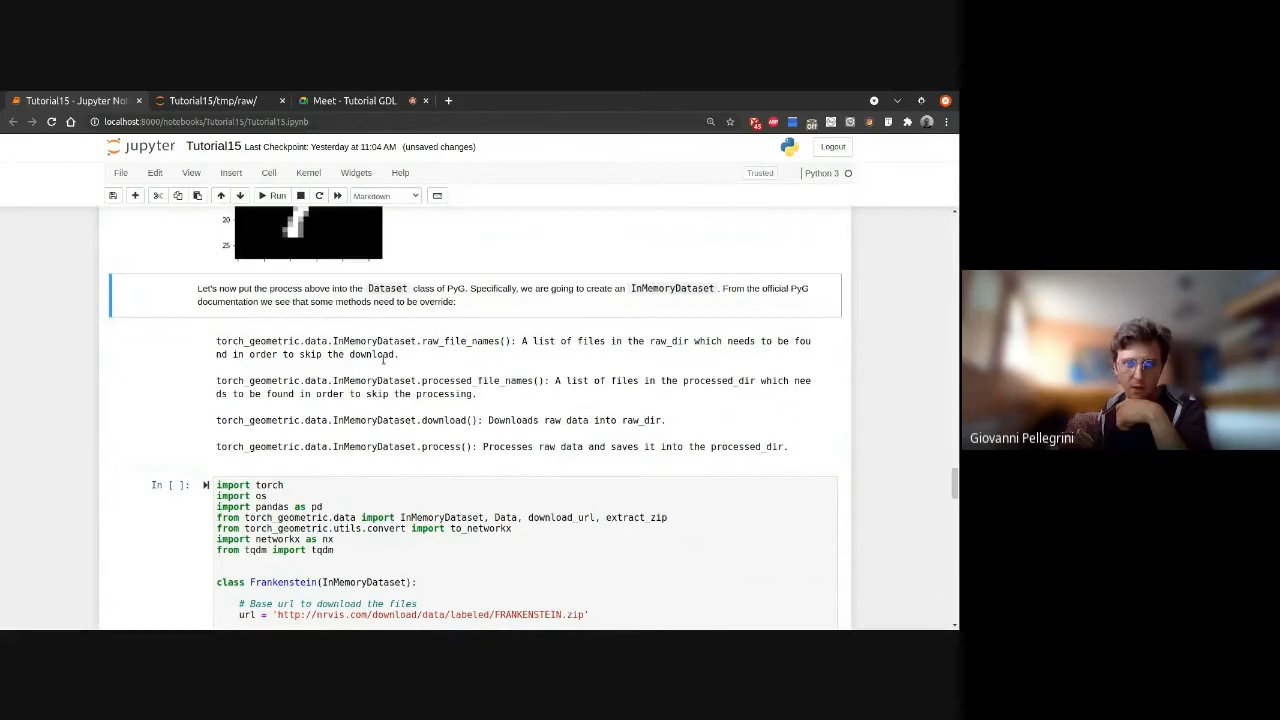 Tutorial15 - Jupyter No
Tutorial15/tmp/raw/
Meet - Tutorial GDL
localhost:8000/notebooks/Tutorial15/Tutorial15.ipynb
45
ABP
off
jupyter Tutorial15 Last Checkpoint: Yesterday at 11:04 AM (unsaved changes)
Logout
File Edit View Insert Cell Kernel Widgets Help
Trusted
Python 3
Run
Markdown
20
25
Let's now put the process above into the Dataset class of PyG. Specifically, we are going to create an InMemoryDataset. From the official PyG
documentation we see that some methods need to be override:
torch_geometric.data.InMemoryDataset.raw_file_names(): A list of files in the raw_dir which needs to be fou
nd in order to skip the download.
torch_geometric.data.InMemoryDataset.processed_file_names(): A list of files in the processed_dir which nee
ds to be found in order to skip the processing.
torch_geometric.data.InMemoryDataset.download(): Downloads raw data into raw_dir.
torch_geometric.data.InMemoryDataset.process(): Processes raw data and saves it into the processed_dir.
In [ ]:
import torch
import os
import pandas as pd
from torch_geometric.data import InMemoryDataset, Data, download_url, extract_zip
from torch_geometric.utils.convert import to_networkx
import networkx as nx
from tqdm import tqdm
class Frankenstein(InMemoryDataset):
# Base url to download the files
url = 'http://nrvis.com/download/data/labeled/FRANKENSTEIN.zip'
Giovanni Pellegrini